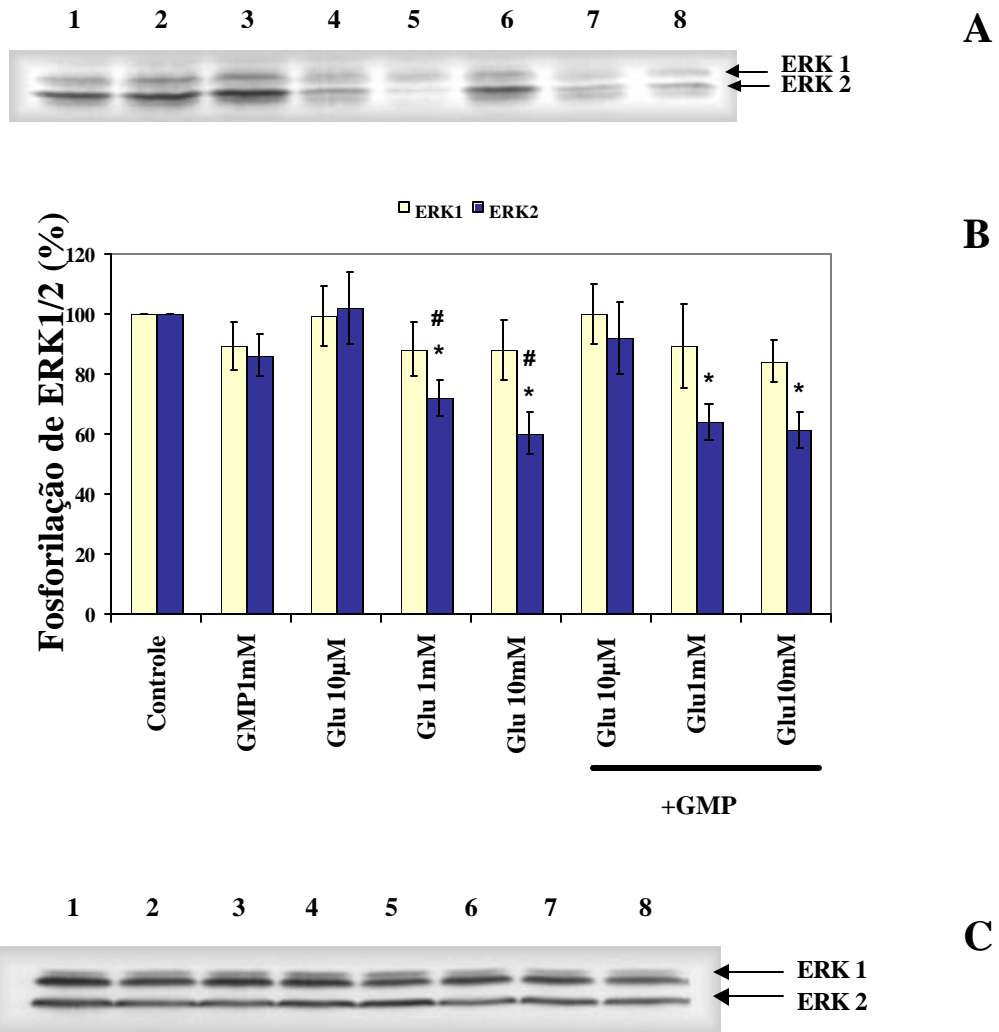 1 2 3 4 5 6 7 8
A
ERK 1
ERK 2
B
ERK1 ERK2
Fosforilação de ERK1/2 (%)
120
100
80
60
40
20
0
#
*
#
*
*
*
Controle
GMP1mM
Glu 10µM
Glu 1mM
Glu 10mM
Glu 10µM
Glu1mM
Glu10mM
+GMP
1 2 3 4 5 6 7 8
C
ERK 1
ERK 2